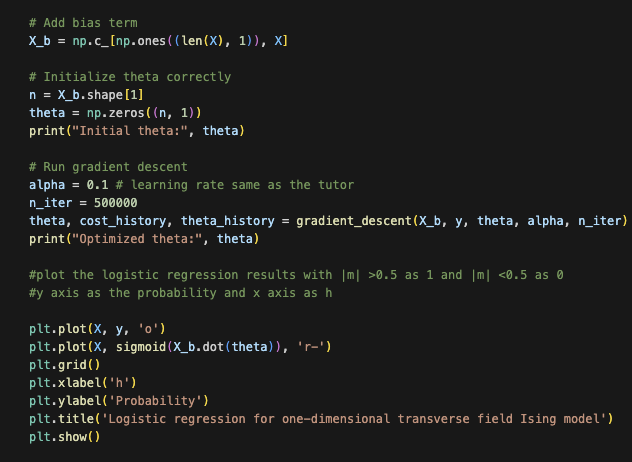 # Add bias term
X_b = np.c_[np.ones((len(X), 1)), X]
# Initialize theta correctly
n = X_b.shape[1]
theta = np.zeros((n, 1))
print("Initial theta:", theta)
# Run gradient descent
alpha = 0.1 # learning rate same as the tutor
n_iter = 500000
theta, cost_history, theta_history = gradient_descent(X_b, y, theta, alpha, n_iter)
print("Optimized theta:", theta)
#plot the logistic regression results with |m| >0.5 as 1 and |m| <0.5 as 0
#y axis as the probability and x axis as h
plt.plot(X, y, 'o')
plt.plot(X, sigmoid(X_b.dot(theta)), 'r-')
plt.grid()
plt.xlabel('h')
plt.ylabel('Probability')
plt.title('Logistic regression for one-dimensional transverse field Ising model')
plt.show()